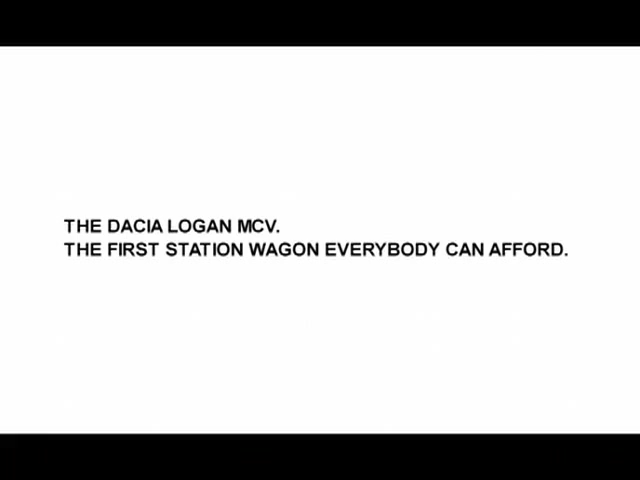 THE DACIA LOGAN MCV.
THE FIRST STATION WAGON EVERYBODY CAN AFFORD.